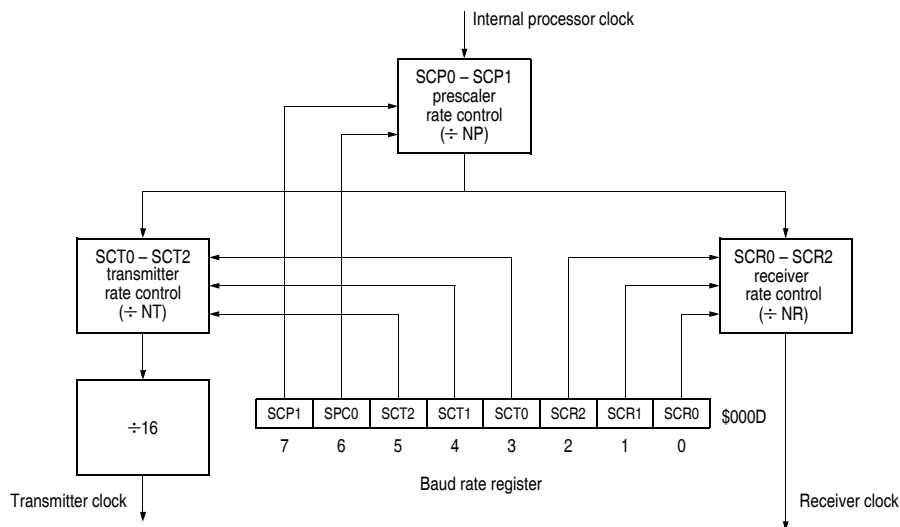 Internal processor clock
SCP0 – SCP1
prescaler
rate control
(÷ NP)
SCT0 – SCT2
transmitter
rate control
(÷ NT)
SCR0 – SCR2
receiver
rate control
(÷ NR)
÷16
SCP1 SPC0 SCT2 SCT1 SCT0 SCR2 SCR1 SCR0 $000D
7 6 5 4 3 2 1 0
Baud rate register
Transmitter clock
Receiver clock